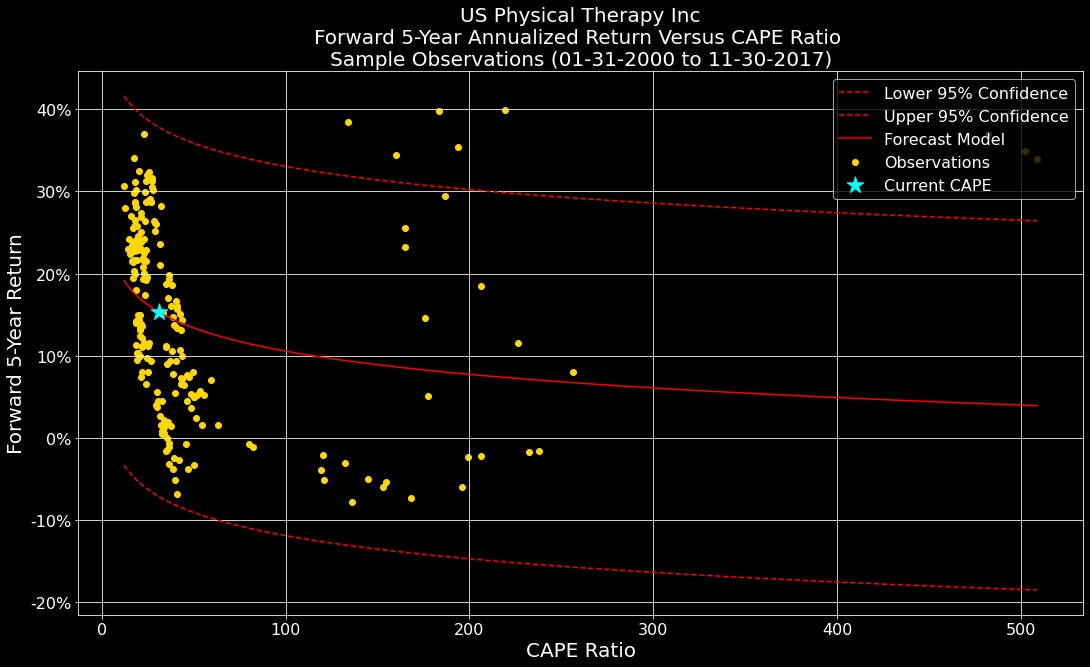 US Physical Therapy Inc
Forward 5-Year Annualized Return Versus CAPE Ratio
Sample Observations (01-31-2000 to 11-30-2017)
Lower 95% Confidence
Upper 95% Confidence
Forecast Model
Observations
Current CAPE
Forward 5-Year Return
40%
30%
20%
10%
0%
-10%
-20%
0
100
200
300
400
500
CAPE Ratio